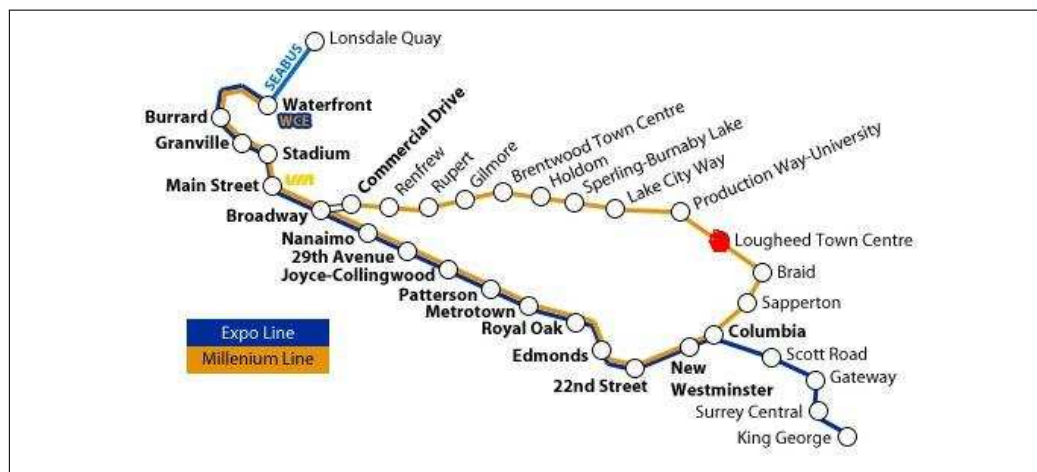 Lonsdale Quay
SEABUS
Waterfront
WCE
Burrard
Granville
Stadium
Main Street
Broadway
Commercial Drive
Renfrew
Rupert
Gilmore
Brentwood Town Centre
Holdom
Sperling-Burnaby Lake
Lake City Way
Production Way-University
Lougheed Town Centre
Braid
Sapperton
Columbia
Nanaimo
29th Avenue
Joyce-Collingwood
Patterson
Metrotown
Royal Oak
Edmonds
22nd Street
New
Westminster
Scott Road
Gateway
Surrey Central
King George
Expo Line
Millenium Line